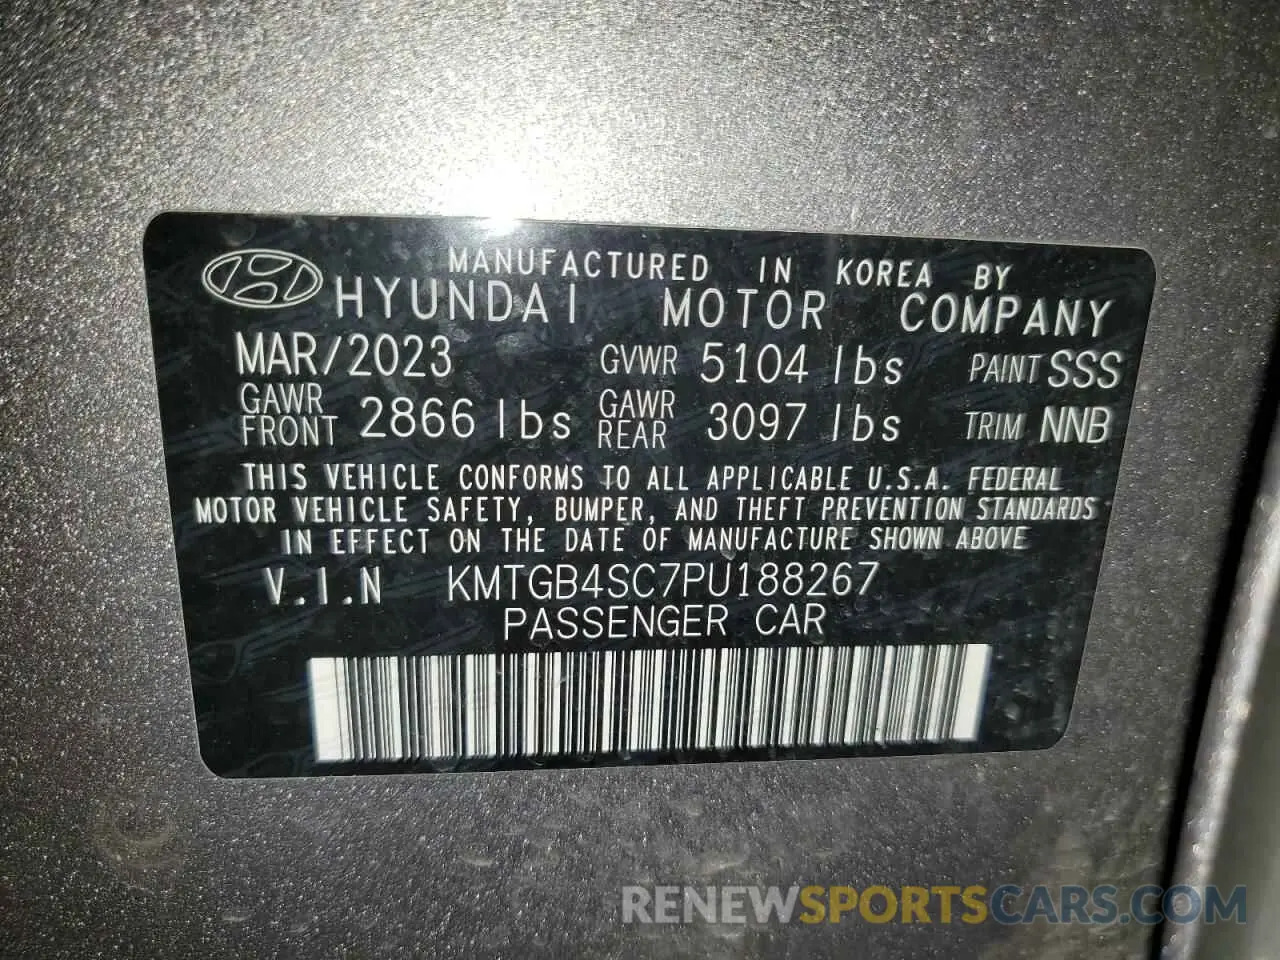 MANUFACTURED IN KOREA BY
HYUNDAI MOTOR COMPANY
MAR/2023 GVWR 5104 lbs PAINT SSS
GAWR FRONT 2866 lbs GAWR REAR 3097 lbs TRIM NNB
THIS VEHICLE CONFORMS TO ALL APPLICABLE U.S.A. FEDERAL
MOTOR VEHICLE SAFETY, BUMPER, AND THEFT PREVENTION STANDARDS
IN EFFECT ON THE DATE OF MANUFACTURE SHOWN ABOVE
V.I.N KMTGB4SC7PU188267
PASSENGER CAR
RENEWSPORTSCARS.COM